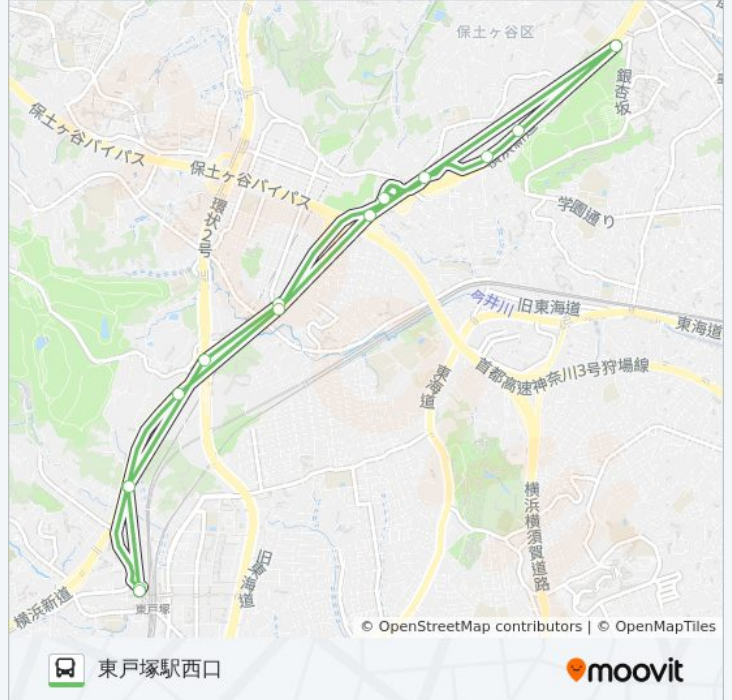 保土ヶ谷区
銀杏坂
保土ヶ谷バイパス
保土ヶ谷バイパス
環状2号
学園通り
今井川
旧東海道
東海道
東海道
首都高速神奈川3号狩場線
横浜横須賀道路
旧東海道
横浜新道
東戸塚
© OpenStreetMap contributors | © OpenMapTiles
東戸塚駅西口
moovit